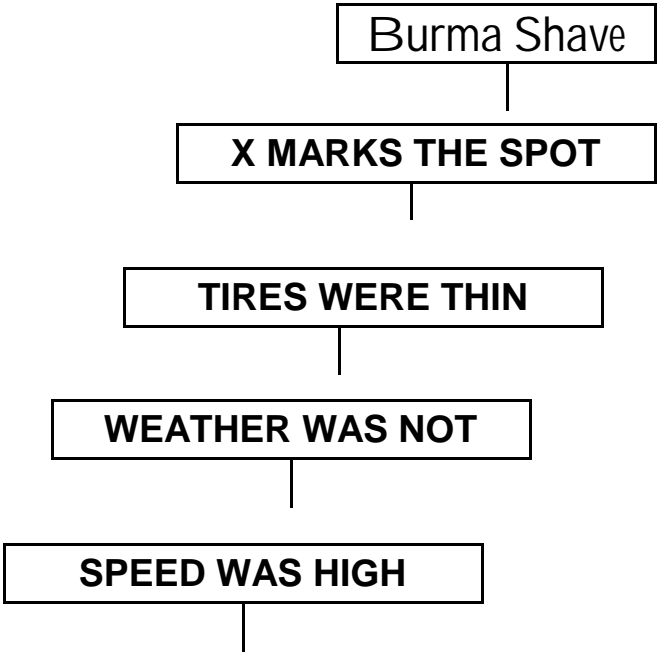 Burma Shave
X MARKS THE SPOT
TIRES WERE THIN
WEATHER WAS NOT
SPEED WAS HIGH